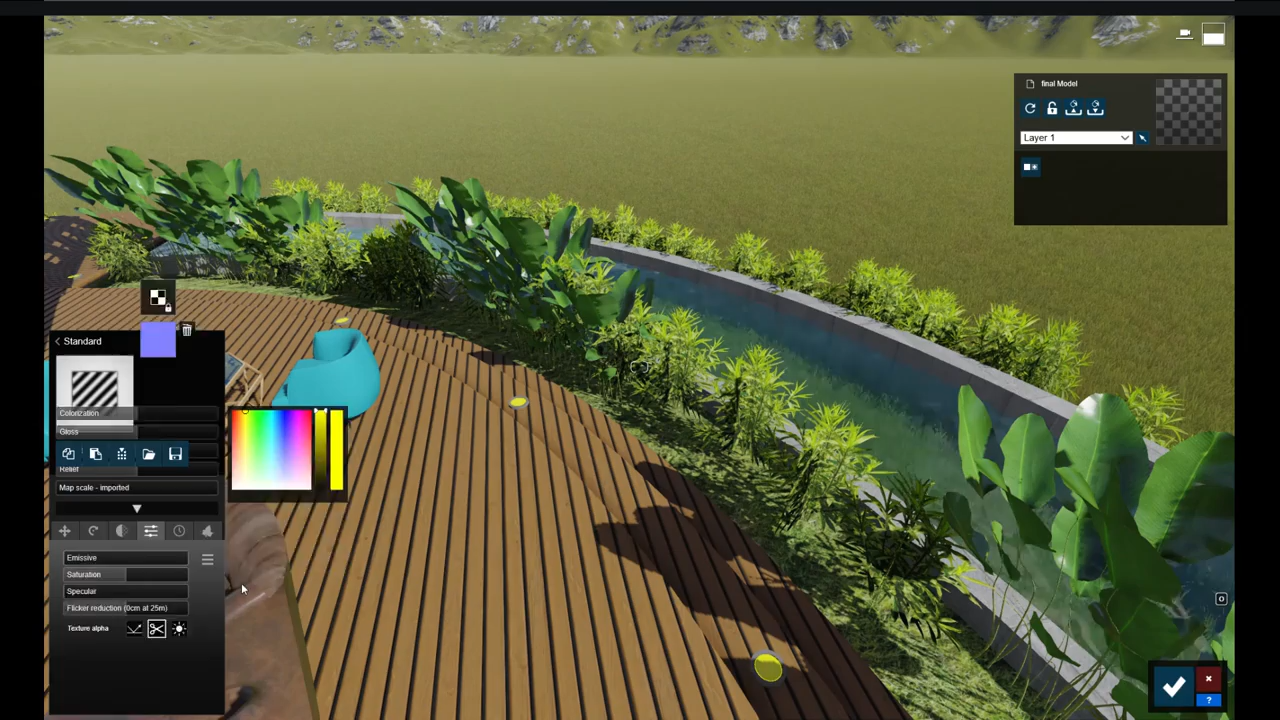 final Model
Layer 1
Standard
Colorization
Gloss
Relief
Map scale - imported
Emissive
Saturation
Specular
Flicker reduction (0cm at 25m)
Texture alpha
?